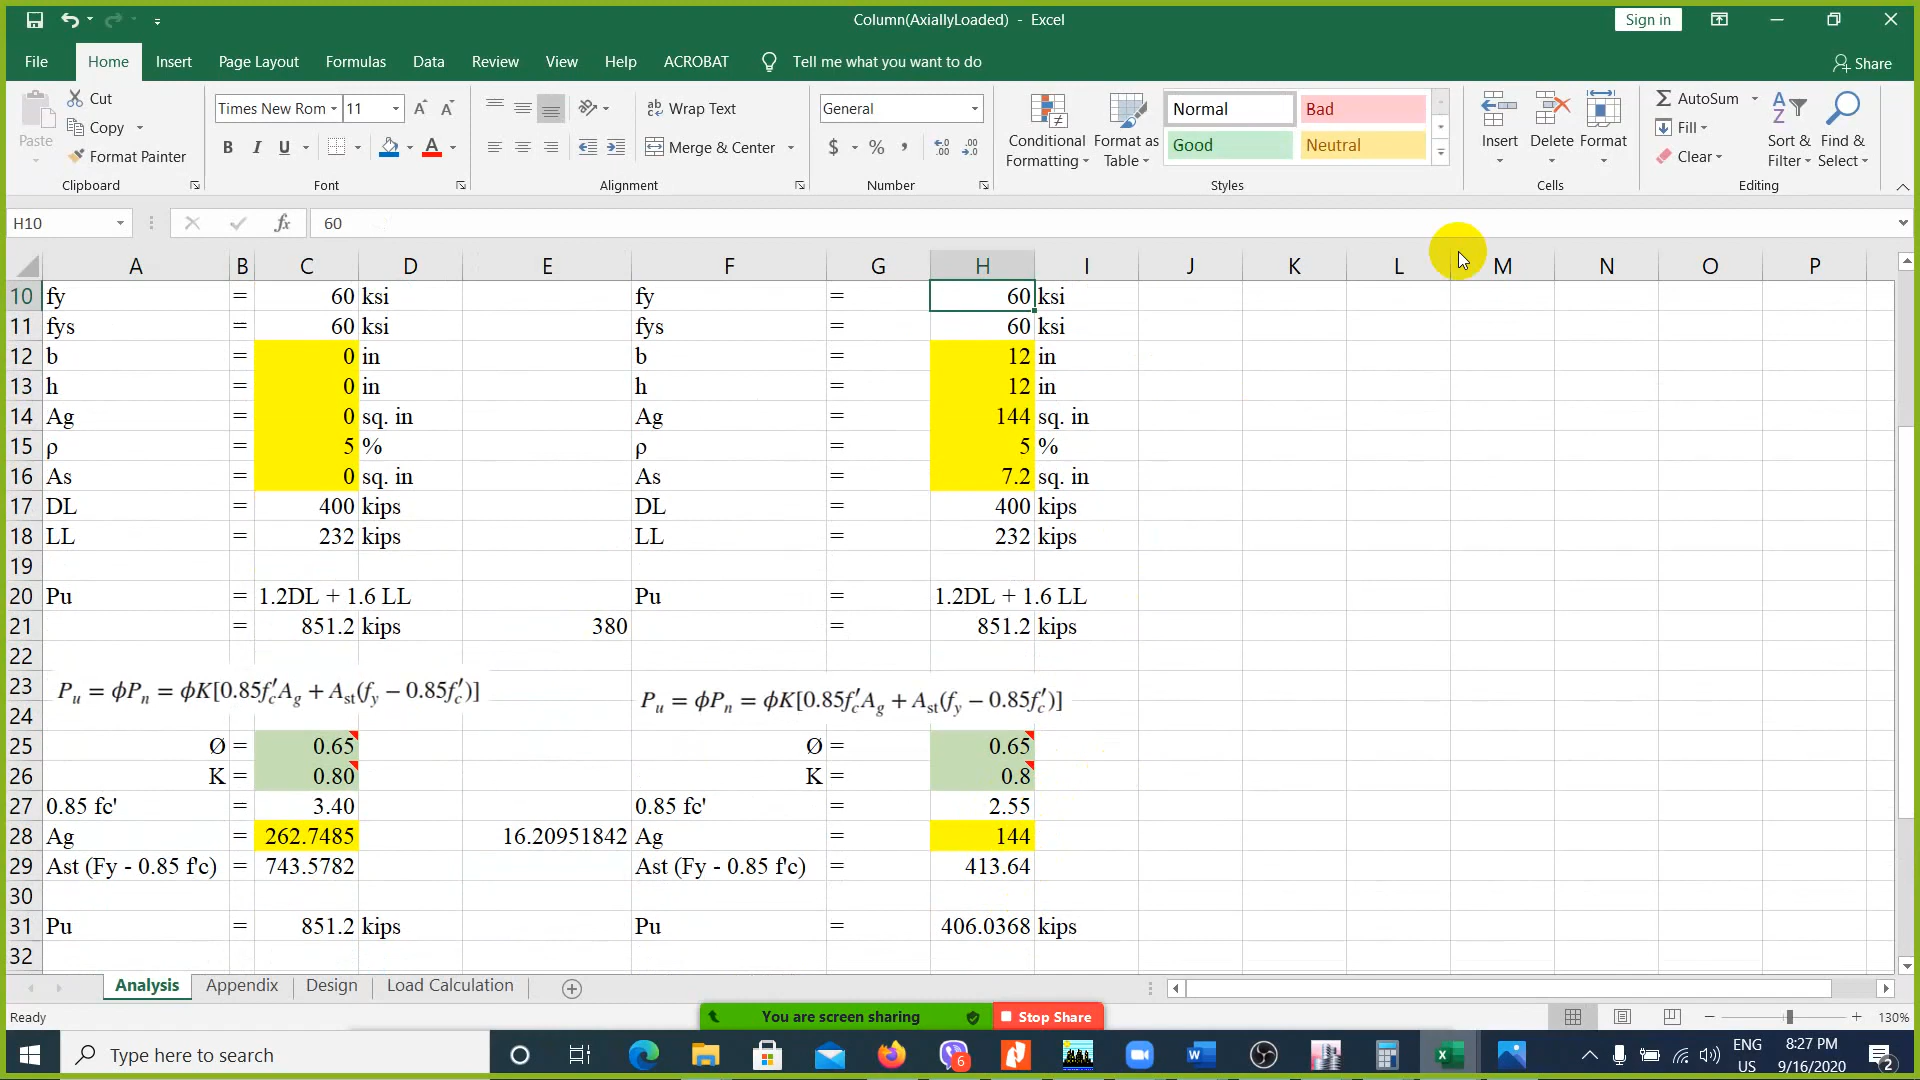 Column(AxiallyLoaded) - Excel
Sign in
File Home Insert Page Layout Formulas Data Review View Help ACROBAT Tell me what you want to do Share
Paste
Cut
Copy
Format Painter
Clipboard
Times New Rom 11
B I U A
Font
Wrap Text
Merge & Center
Alignment
General
$ % ,
Number
Conditional Formatting
Format as Table
Normal Bad
Good Neutral
Styles
Insert Delete Format
Cells
AutoSum
Fill
Clear
Sort & Filter
Find & Select
Editing
H10 fx 60
A B C D E F G H I J K L M N O P
10 fy = 60 ksi fy = 60 ksi
11 fys = 60 ksi fys = 60 ksi
12 b = 0 in b = 12 in
13 h = 0 in h = 12 in
14 Ag = 0 sq. in Ag = 144 sq. in
15 ρ = 5 % ρ = 5 %
16 As = 0 sq. in As = 7.2 sq. in
17 DL = 400 kips DL = 400 kips
18 LL = 232 kips LL = 232 kips
19
20 Pu = 1.2DL + 1.6 LL Pu = 1.2DL + 1.6 LL
21 = 851.2 kips 380 = 851.2 kips
22
23 Pu = ϕPn = ϕK[0.85f′cAg + Ast(fy − 0.85f′c)] Pu = ϕPn = ϕK[0.85f′cAg + Ast(fy − 0.85f′c)]
24
25 Ø = 0.65 Ø = 0.65
26 K = 0.80 K = 0.8
27 0.85 fc' = 3.40 0.85 fc' = 2.55
28 Ag = 262.7485 16.20951842 Ag = 144
29 Ast (Fy - 0.85 f'c) = 743.5782 Ast (Fy - 0.85 f'c) = 413.64
30
31 Pu = 851.2 kips Pu = 406.0368 kips
32
Analysis Appendix Design Load Calculation
Ready
You are screen sharing Stop Share
130%
Type here to search
6
W
ENG
US
8:27 PM
9/16/2020
2